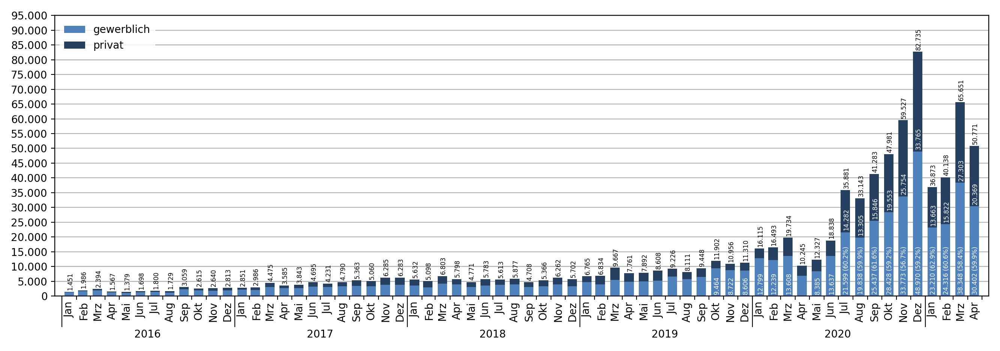 95.000
90.000
85.000
80.000
75.000
70.000
65.000
60.000
55.000
50.000
45.000
40.000
35.000
30.000
25.000
20.000
15.000
10.000
5.000
0
gewerblich
privat
1.451
1.986
2.394
1.567
1.379
1.698
1.800
1.729
3.059
2.615
2.640
2.813
2.851
2.986
4.475
3.585
3.843
4.695
4.231
4.790
5.363
5.060
6.285
6.283
5.632
5.098
6.803
5.798
4.771
5.783
5.613
5.877
4.708
5.366
6.262
5.702
6.765
6.834
9.667
7.761
7.892
8.608
9.226
8.111
9.448
11.902
9.464
10.956
8.722
11.310
8.606
16.115
12.799
16.493
12.239
19.734
13.608
10.245
12.327
8.385
18.838
13.637
35.881
14.282
21.599 (60.2%)
33.143
13.305
19.838 (59.9%)
41.283
15.846
25.437 (61.6%)
47.981
19.553
28.428 (59.2%)
59.527
25.754
33.773 (56.7%)
82.735
33.765
48.970 (59.2%)
36.873
13.663
23.210 (62.9%)
40.138
15.822
24.316 (60.6%)
65.651
27.303
38.348 (58.4%)
50.771
20.369
30.402 (59.9%)
Jan
Feb
Mrz
Apr
Mai
Jun
Jul
Aug
Sep
Okt
Nov
Dez
Jan
Feb
Mrz
Apr
Mai
Jun
Jul
Aug
Sep
Okt
Nov
Dez
Jan
Feb
Mrz
Apr
Mai
Jun
Jul
Aug
Sep
Okt
Nov
Dez
Jan
Feb
Mrz
Apr
Mai
Jun
Jul
Aug
Sep
Okt
Nov
Dez
Jan
Feb
Mrz
Apr
Mai
Jun
Jul
Aug
Sep
Okt
Nov
Dez
Jan
Feb
Mrz
Apr
2016
2017
2018
2019
2020